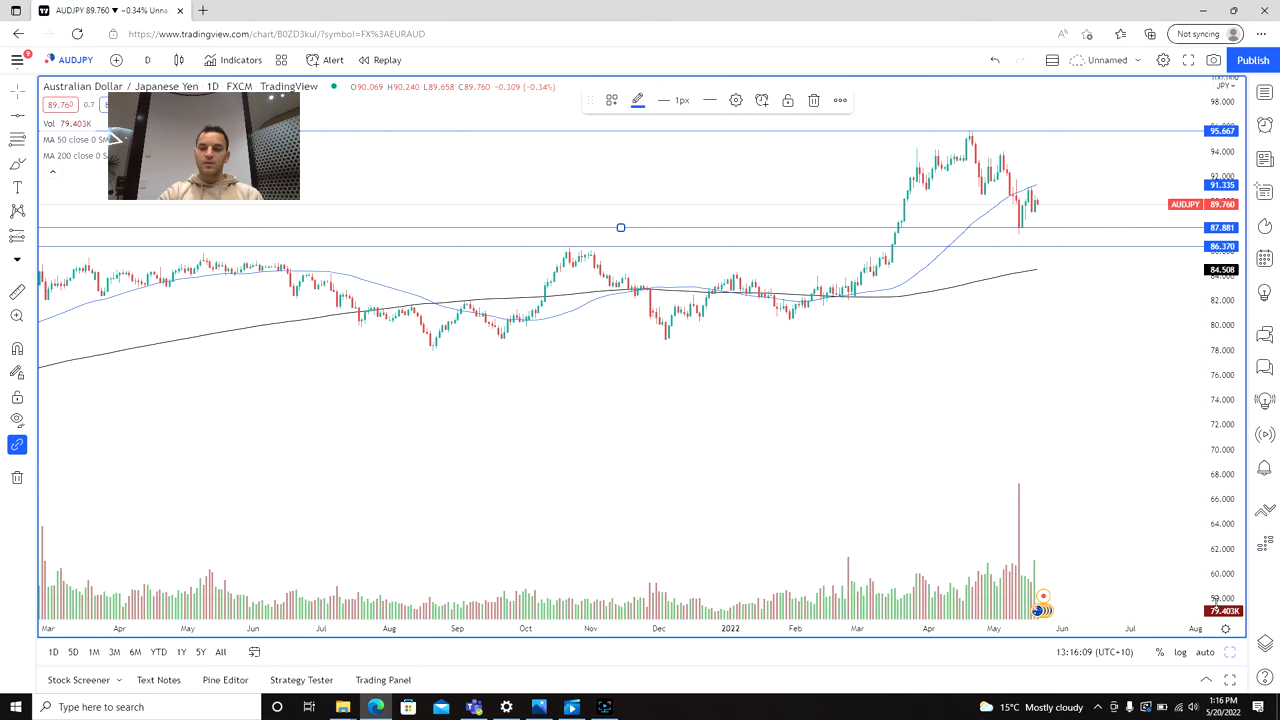 AUDJPY 89.760 ▼ −0.34% Unna
https://www.tradingview.com/chart/B0ZD3kul/?symbol=FX%3AEURAUD
Not syncing
9
AUDJPY
D
Indicators
Alert
Replay
Unnamed
Publish
Australian Dollar / Japanese Yen · 1D · FXCM · TradingView
O90.069 H90.240 L89.658 C89.760
89.760
0.7
Vol 79.403K
MA 50 close 0 SM
MA 200 close 0 S
1px
JPY
98.000
95.667
94.000
92.000
91.335
AUDJPY 89.760
87.881
86.370
84.508
82.000
80.000
78.000
76.000
74.000
72.000
70.000
68.000
66.000
64.000
62.000
60.000
58.000
79.403K
Mar Apr May Jun Jul Aug Sep Oct Nov Dec 2022 Feb Mar Apr May Jun Jul Aug
1D 5D 1M 3M 6M YTD 1Y 5Y All
13:16:09 (UTC+10) % log auto
Stock Screener Text Notes Pine Editor Strategy Tester Trading Panel
Type here to search
15°C Mostly cloudy
1:16 PM
5/20/2022